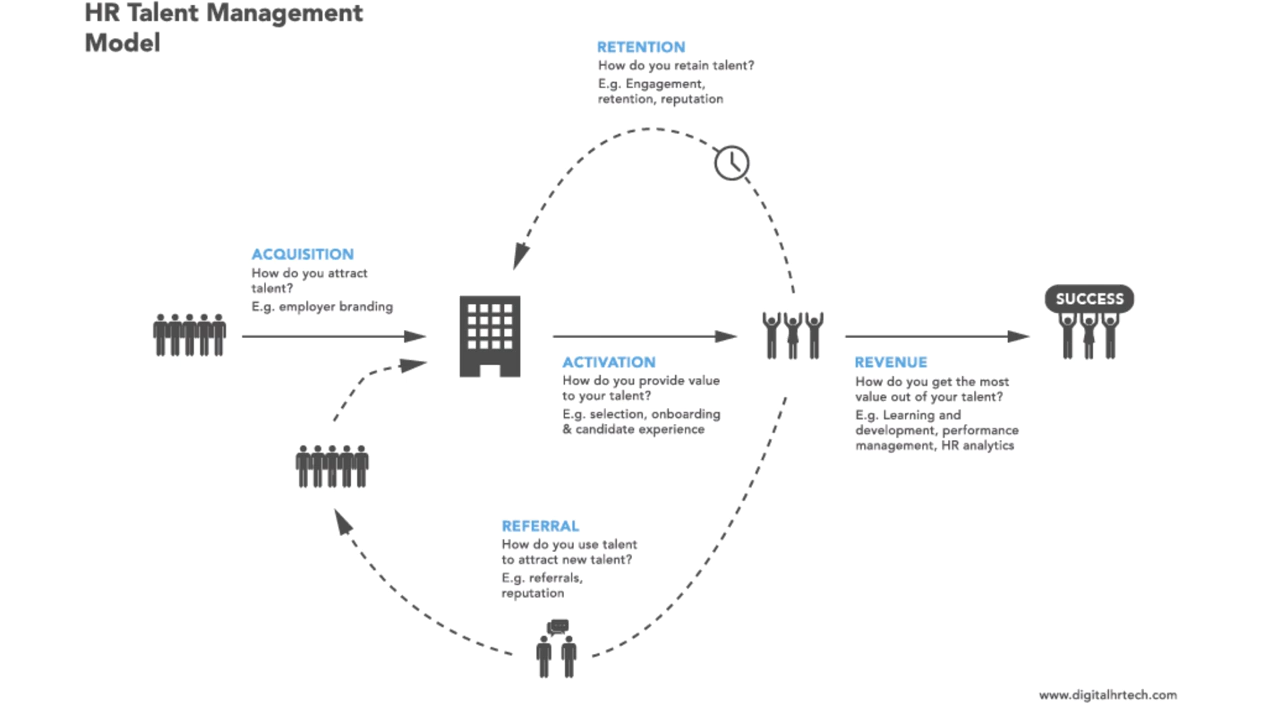 HR Talent Management
Model
RETENTION
How do you retain talent?
E.g. Engagement,
retention, reputation
ACQUISITION
How do you attract
talent?
E.g. employer branding
SUCCESS
ACTIVATION
How do you provide value
to your talent?
E.g. selection, onboarding
& candidate experience
REVENUE
How do you get the most
value out of your talent?
E.g. Learning and
development, performance
management, HR analytics
REFERRAL
How do you use talent
to attract new talent?
E.g. referrals,
reputation
www.digitalhrtech.com